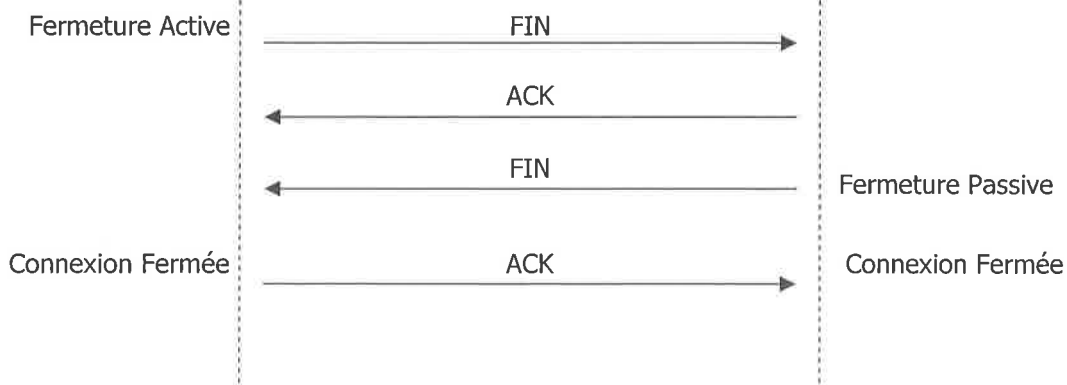 Fermeture Active
FIN
ACK
FIN
Fermeture Passive
Connexion Fermée
ACK
Connexion Fermée